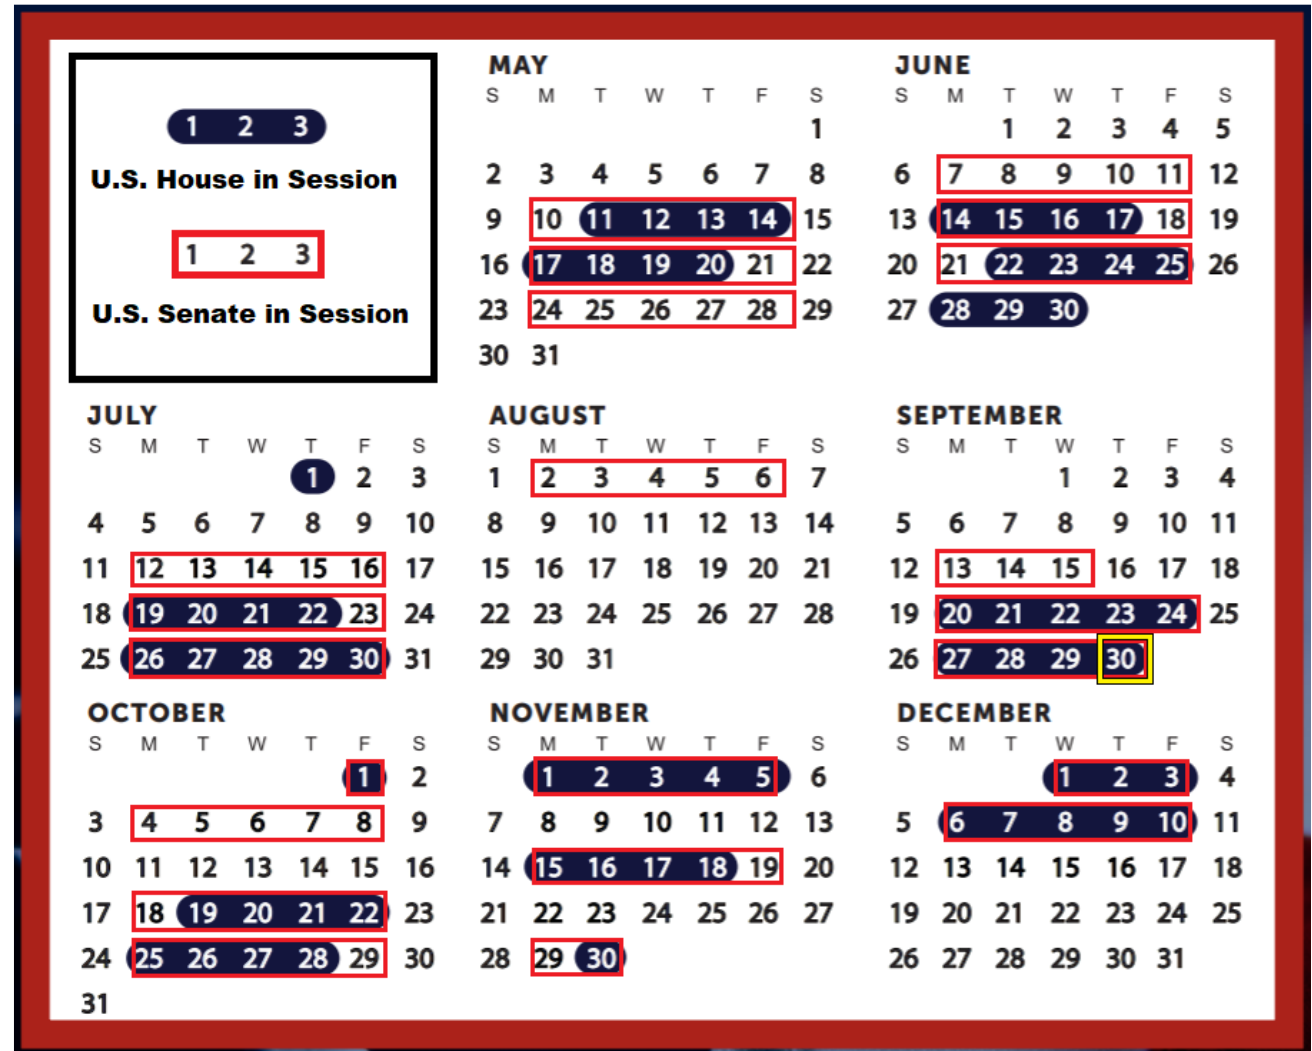 1 2 3
U.S. House in Session
1 2 3
U.S. Senate in Session
MAY
S M T W T F S
1
2 3 4 5 6 7 8
9 10 11 12 13 14 15
16 17 18 19 20 21 22
23 24 25 26 27 28 29
30 31
JUNE
S M T W T F S
1 2 3 4 5
6 7 8 9 10 11 12
13 14 15 16 17 18 19
20 21 22 23 24 25 26
27 28 29 30
JULY
S M T W T F S
1 2 3
4 5 6 7 8 9 10
11 12 13 14 15 16 17
18 19 20 21 22 23 24
25 26 27 28 29 30 31
AUGUST
S M T W T F S
1 2 3 4 5 6 7
8 9 10 11 12 13 14
15 16 17 18 19 20 21
22 23 24 25 26 27 28
29 30 31
SEPTEMBER
S M T W T F S
1 2 3 4
5 6 7 8 9 10 11
12 13 14 15 16 17 18
19 20 21 22 23 24 25
26 27 28 29 30
OCTOBER
S M T W T F S
1 2
3 4 5 6 7 8 9
10 11 12 13 14 15 16
17 18 19 20 21 22 23
24 25 26 27 28 29 30
31
NOVEMBER
S M T W T F S
1 2 3 4 5 6
7 8 9 10 11 12 13
14 15 16 17 18 19 20
21 22 23 24 25 26 27
28 29 30
DECEMBER
S M T W T F S
1 2 3 4
5 6 7 8 9 10 11
12 13 14 15 16 17 18
19 20 21 22 23 24 25
26 27 28 29 30 31